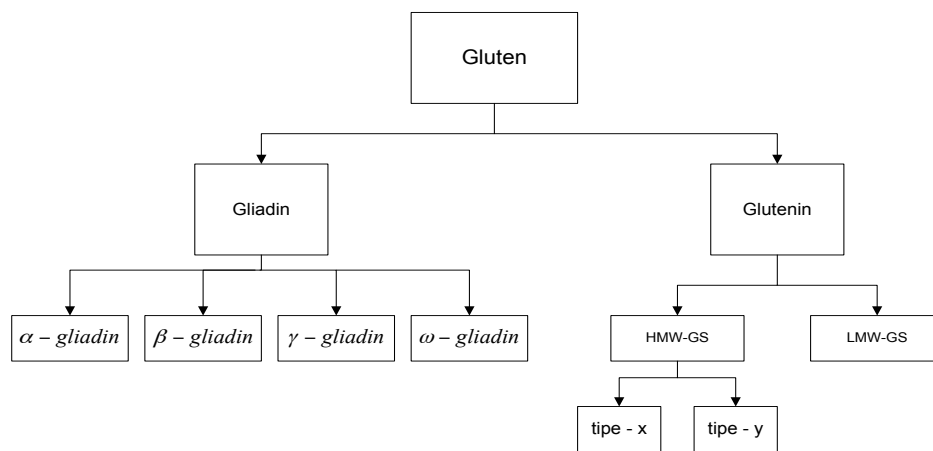 Gluten
Gliadin
Glutenin
α – gliadin
β – gliadin
γ – gliadin
ω – gliadin
HMW-GS
LMW-GS
tipe - x
tipe - y